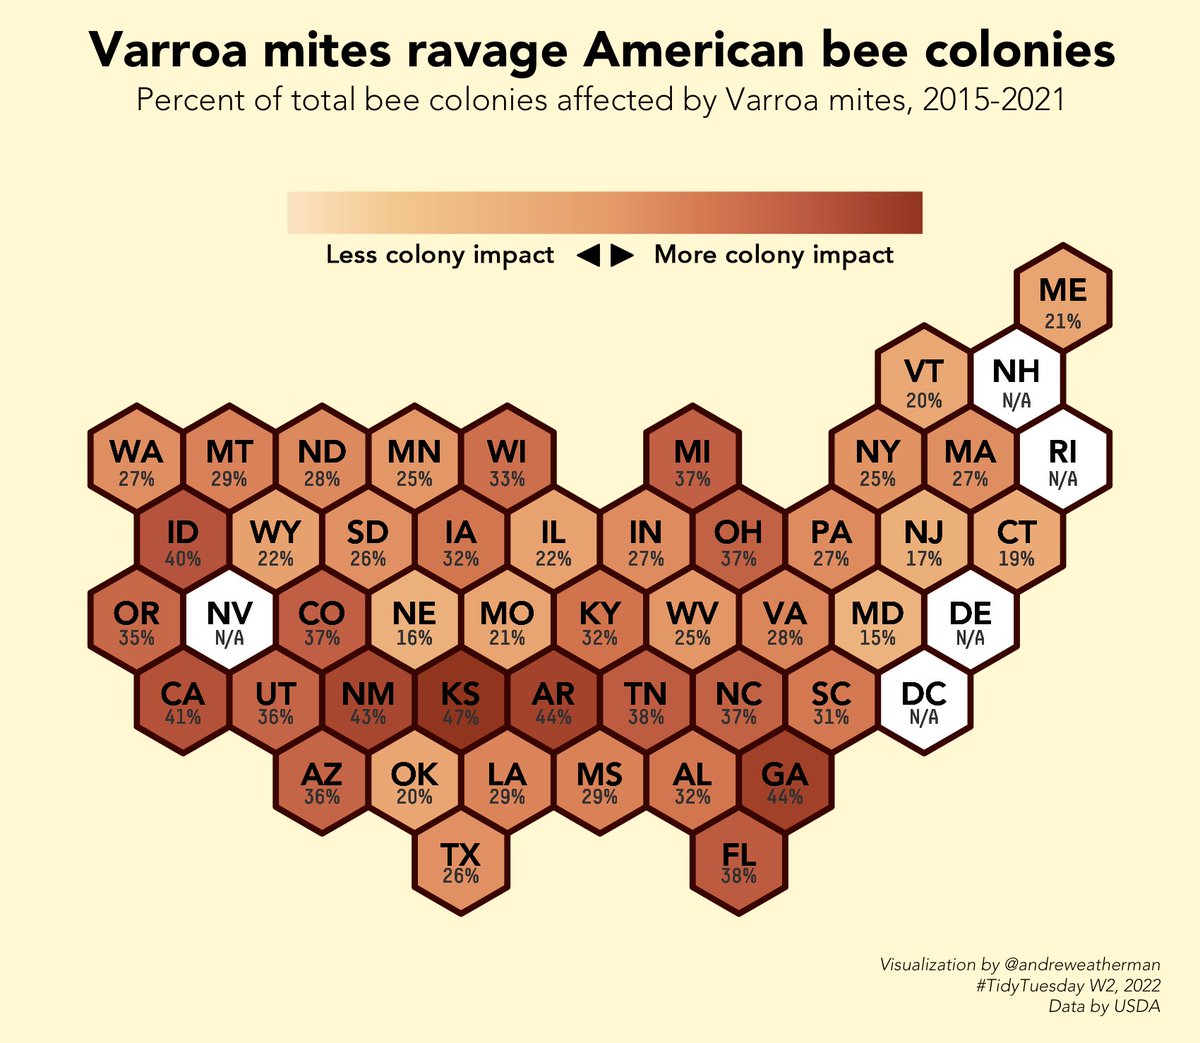 Varroa mites ravage American bee colonies
Percent of total bee colonies affected by Varroa mites, 2015-2021
Less colony impact ◀ ▶ More colony impact
ME
21%
VT NH
20% N/A
WA MT ND MN WI MI NY MA RI
27% 29% 28% 25% 33% 37% 25% 27% N/A
ID WY SD IA IL IN OH PA NJ CT
40% 22% 26% 32% 22% 27% 37% 27% 17% 19%
OR NV CO NE MO KY WV VA MD DE
35% N/A 37% 16% 21% 32% 25% 28% 15% N/A
CA UT NM KS AR TN NC SC DC
41% 36% 43% 47% 44% 38% 37% 31% N/A
AZ OK LA MS AL GA
36% 20% 29% 29% 32% 44%
TX FL
26% 38%
Visualization by @andreweatherman
#TidyTuesday W2, 2022
Data by USDA